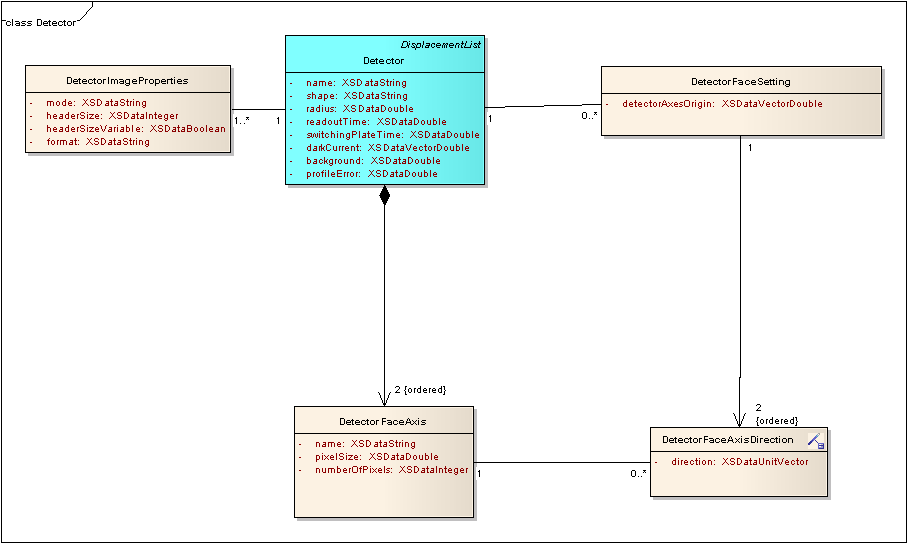 class Detector
DetectorImageProperties
- mode: XSDataString
- headerSize: XSDataInteger
- headerSizeVariable: XSDataBoolean
- format: XSDataString
1..*
1
DisplacementList
Detector
- name: XSDataString
- shape: XSDataString
- radius: XSDataDouble
- readoutTime: XSDataDouble
- switchingPlateTime: XSDataDouble
- darkCurrent: XSDataVectorDouble
- background: XSDataDouble
- profileError: XSDataDouble
1
0..*
DetectorFaceSetting
- detectorAxesOrigin: XSDataVectorDouble
1
2 {ordered}
2
{ordered}
DetectorFaceAxis
- name: XSDataString
- pixelSize: XSDataDouble
- numberOfPixels: XSDataInteger
1
0..*
DetectorFaceAxisDirection
- direction: XSDataUnitVector